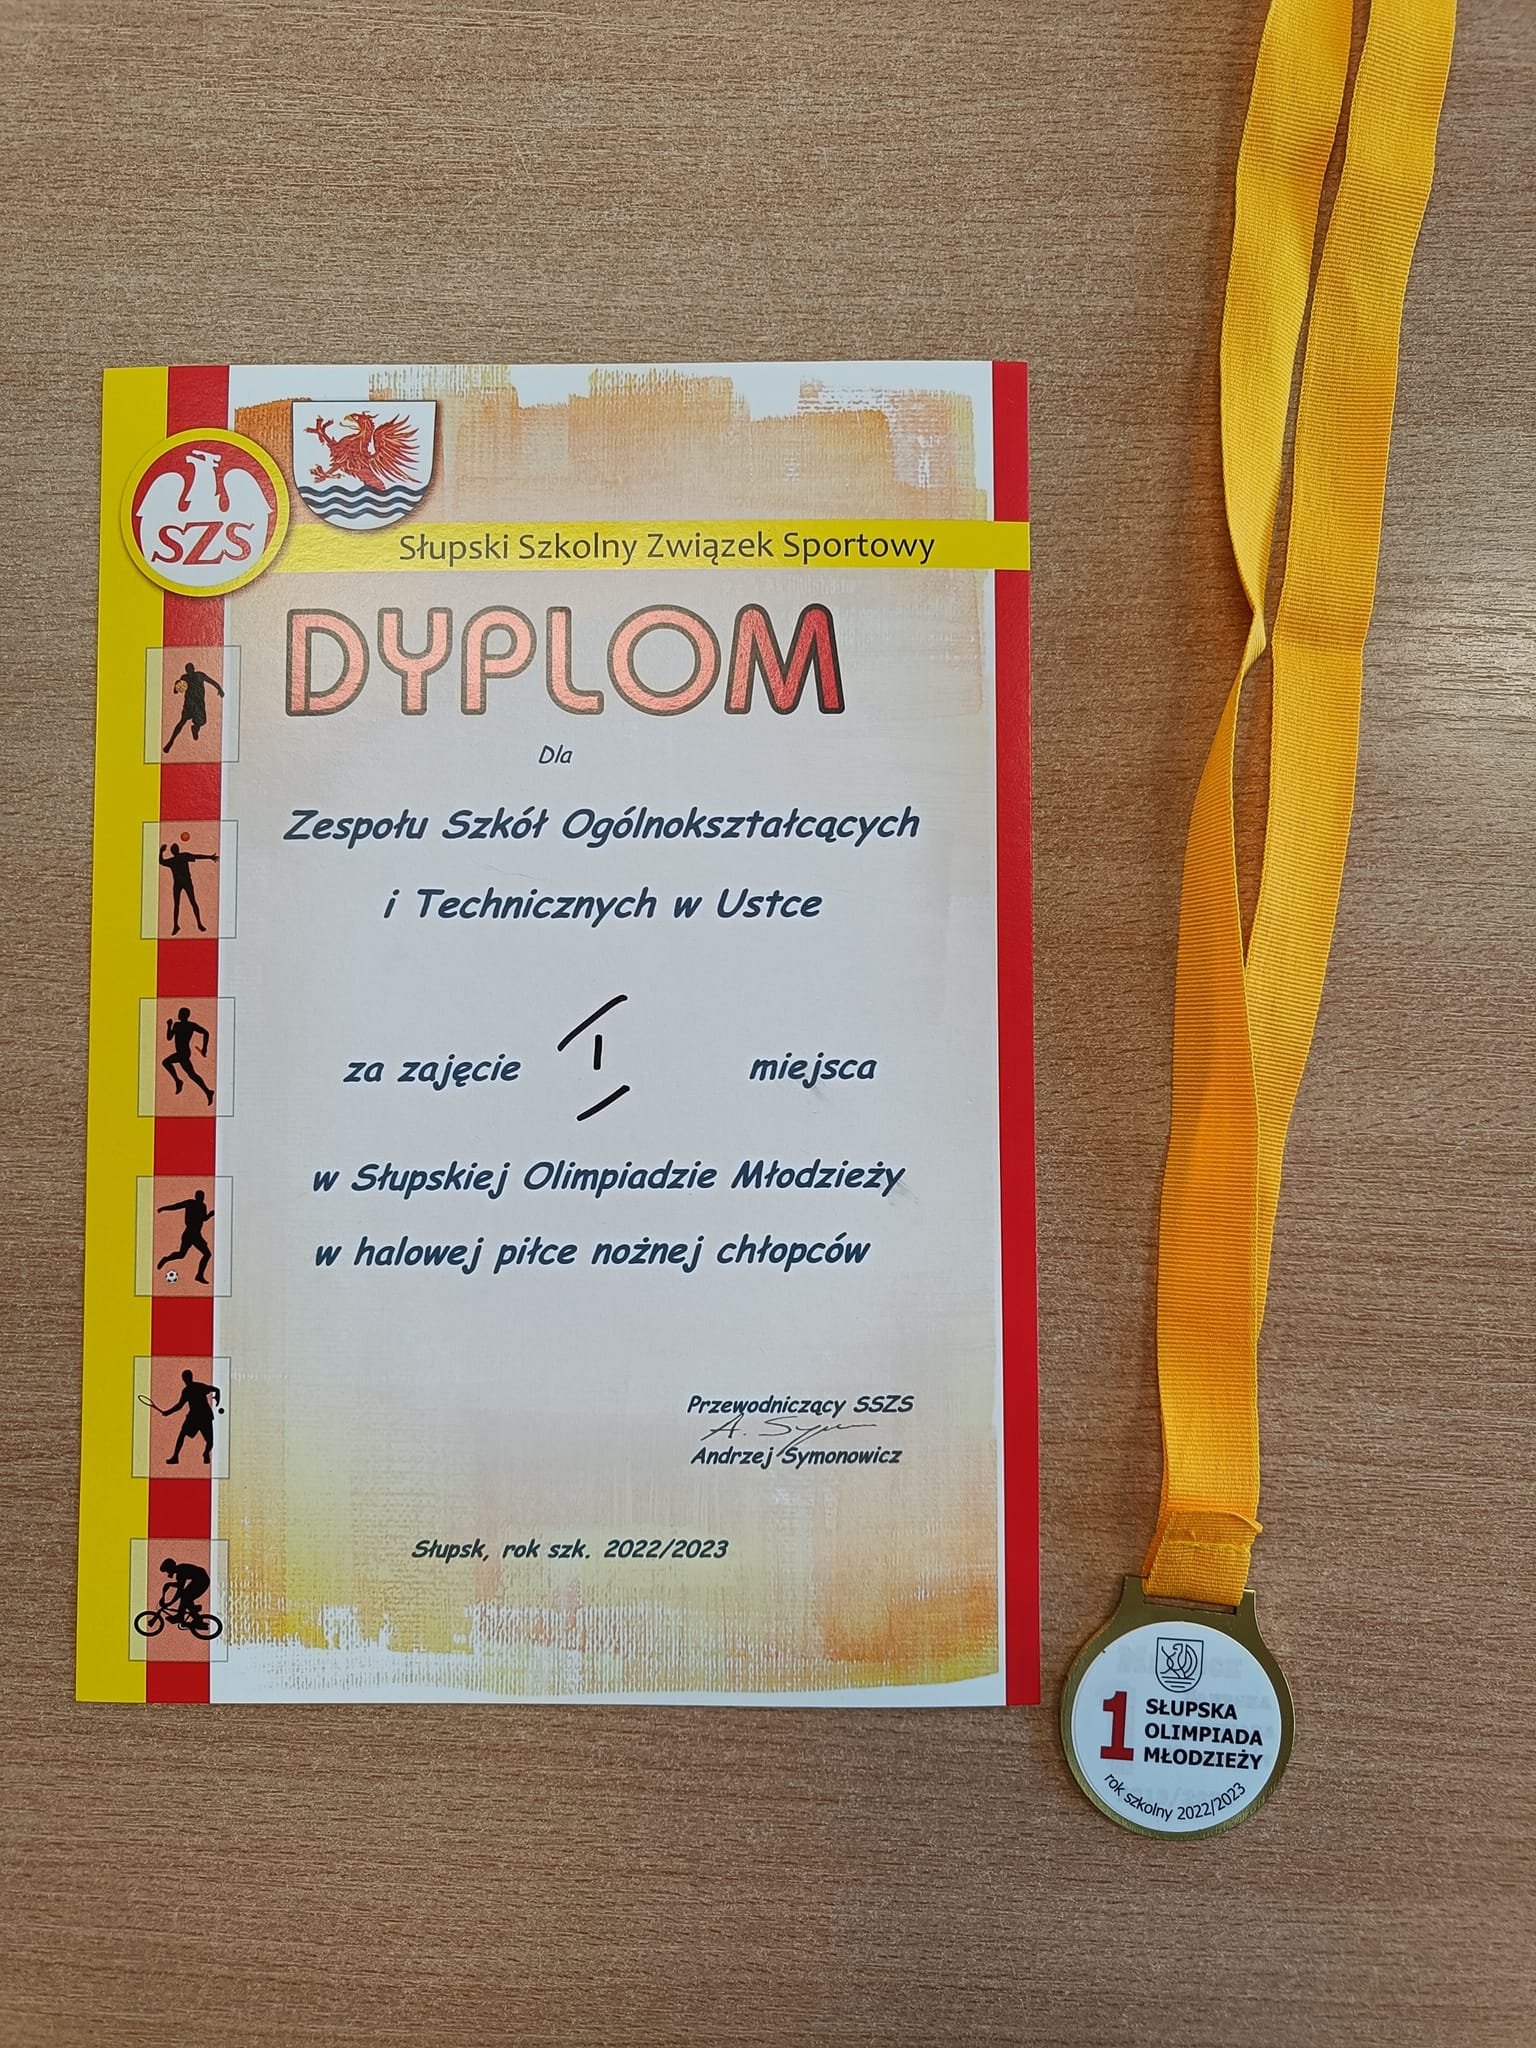 SZS
Słupski Szkolny Związek Sportowy
DYPLOM
Dla
Zespołu Szkół Ogólnokształcących
i Technicznych w Ustce
za zajęcie I miejsca
w Słupskiej Olimpiadzie Młodzieży
w halowej piłce nożnej chłopców
Przewodniczący SSZS
Andrzej Symonowicz
Słupsk, rok szk. 2022/2023
1
SŁUPSKA
OLIMPIADA
MŁODZIEŻY
rok szkolny 2022/2023